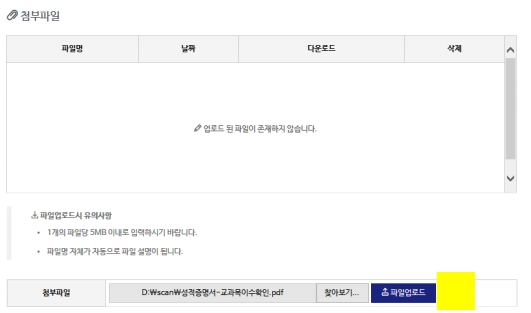 첨부파일
파일명 날짜 다운로드 삭제
업로드 된 파일이 존재하지 않습니다.
파일업로드시 유의사항
• 1개의 파일당 5MB 이내로 입력하시기 바랍니다.
• 파일명 자체가 자동으로 파일 설명이 됩니다.
첨부파일 D:₩scan₩성적증명서-교과목이수확인.pdf 찾아보기... 파일업로드